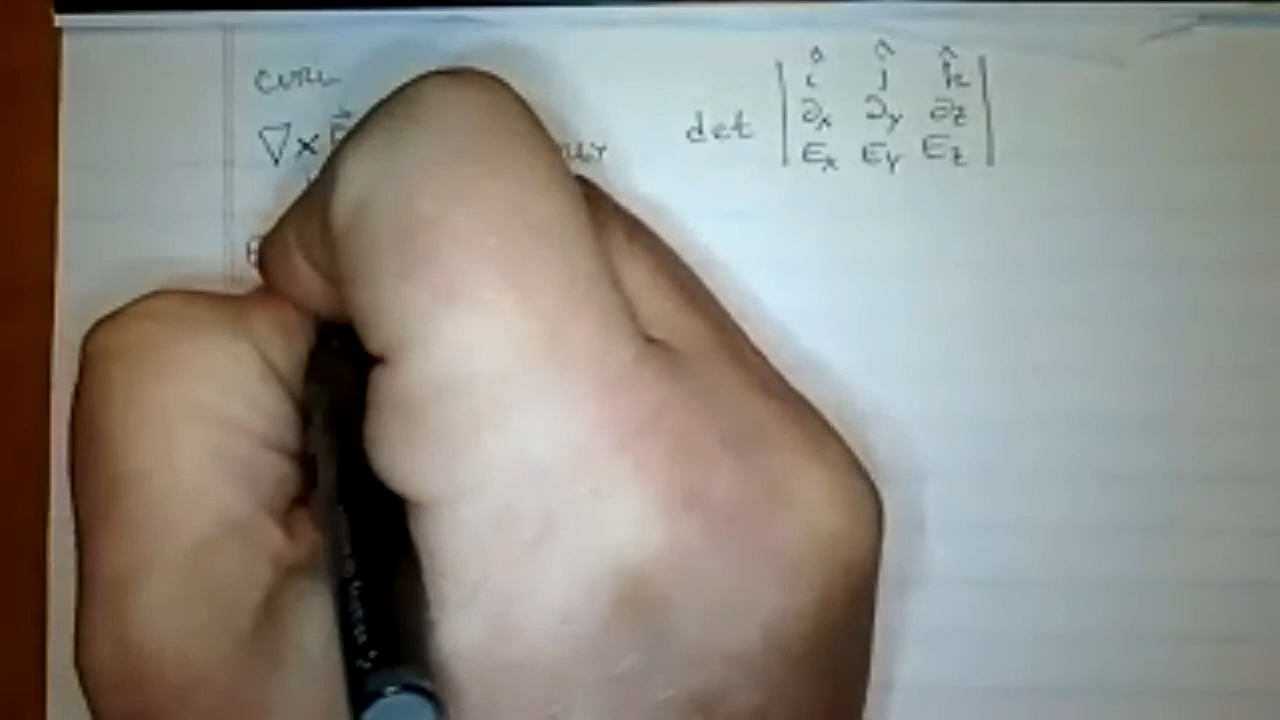 CURL
∇×E⃗
det | î ĵ k̂ |
| ∂x ∂y ∂z |
| Ex Ey Ez |